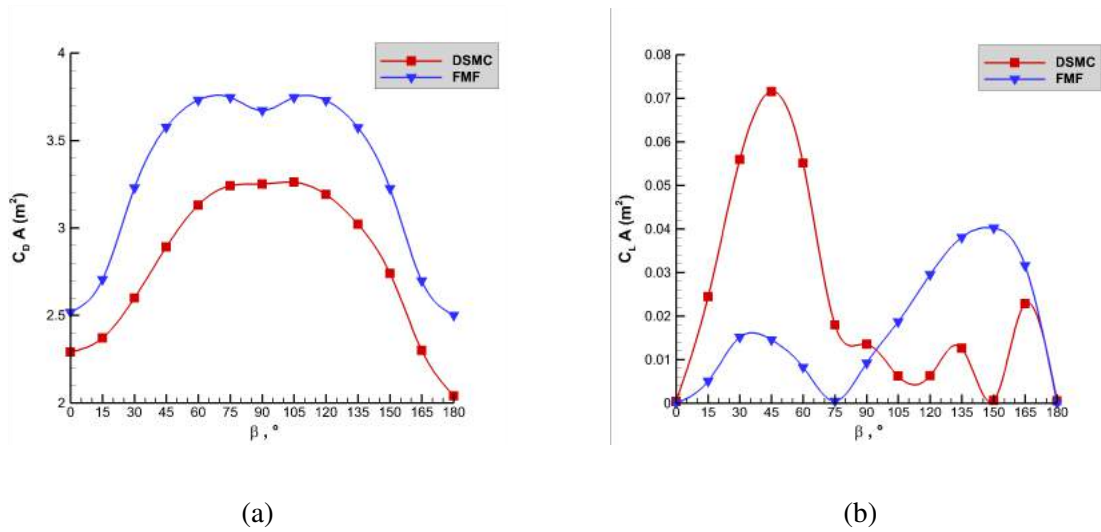 4
3.5
3
2.5
2
C_D A (m²)
DSMC
FMF
0 15 30 45 60 75 90 105 120 135 150 165 180
β , °
(a)
0.08
0.07
0.06
0.05
0.04
0.03
0.02
0.01
0
C_L A (m²)
DSMC
FMF
0 15 30 45 60 75 90 105 120 135 150 165 180
β , °
(b)